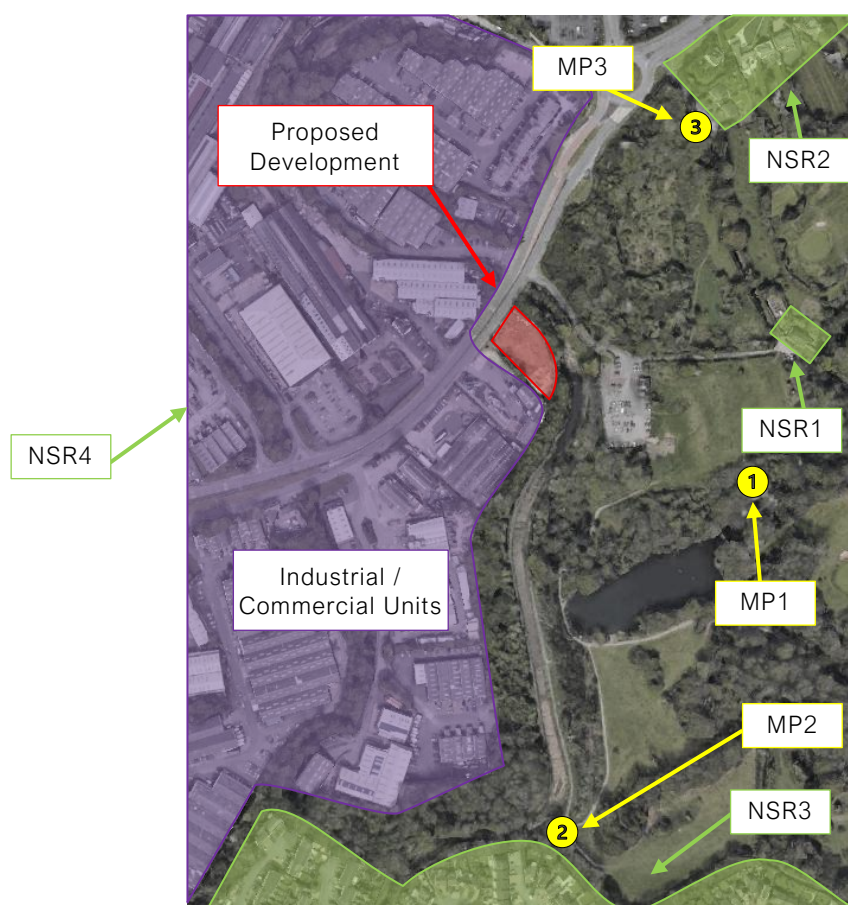 MP3
3
Proposed
Development
NSR2
NSR1
NSR4
1
MP1
Industrial /
Commercial Units
MP2
2
NSR3